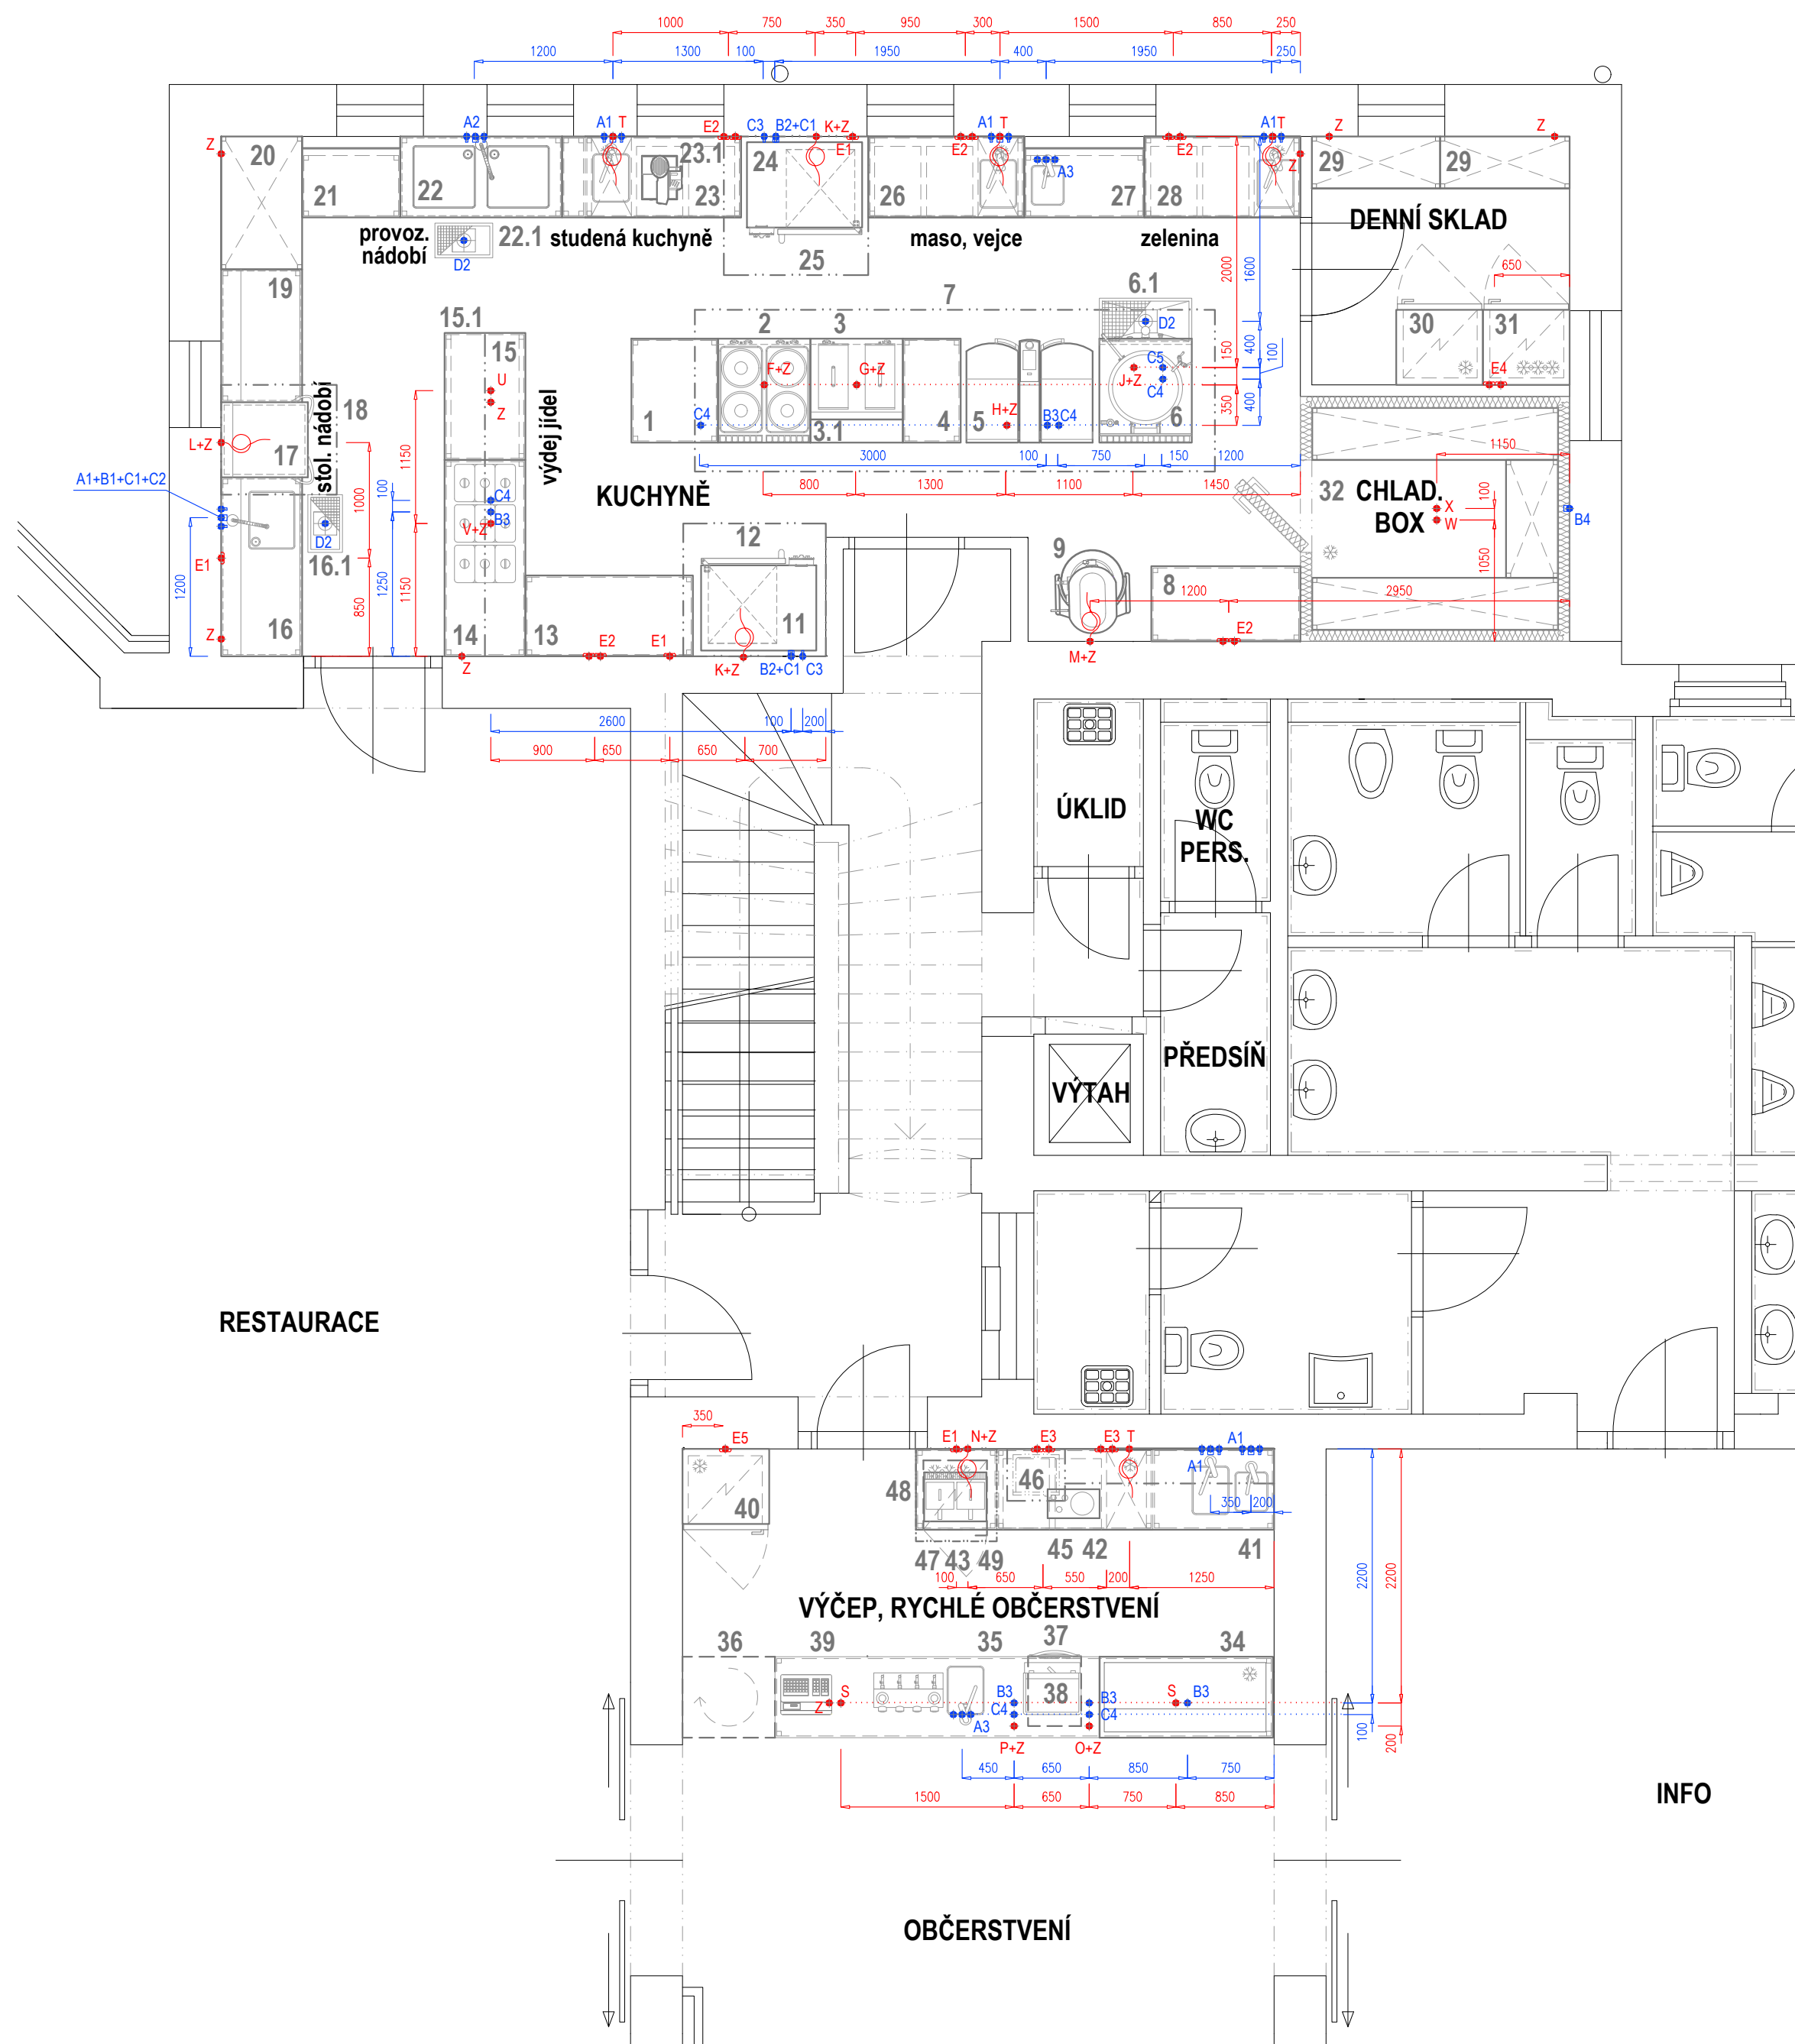 1000 750 350 950 300 1500 850 250
1200 1300 100 1950 400 1950 250
A2 A1 T E2 C3 B2+C1 K+Z E1 E2 A1 T A3 E2 A1 T Z Z Z
Z 20 21 22 23.1 23 24 26 27 28 29 29
provoz.
nádobí
22.1
D2
studená kuchyně
25
maso, vejce
zelenina
DENNÍ SKLAD
650
2000 1600
19
15.1
15
7
6.1
D2
2 3
30 31
E4
150 400 100
350 400
U
Z
F+Z G+Z
C5
J+Z
C4
1 C4 3.1 4 5 H+Z B3 C4 6
18
17
L+Z
stol. nádobí
výdej jídel
1150 1000
3000 100 750 150 1200
800 1300 1100 1450
KUCHYNĚ
A1+B1+C1+C2
100
C4
B3
V+Z
D2
16.1
E1
1200 850 1250 1150
Z
16
14
Z
13
E2 E1
12
11
K+Z B2+C1 C3
9
8
M+Z
E2
1200 2950
32
CHLAD.
BOX
1150
100
X
W
1050
B4
2600 100 200
900 650 650 700
ÚKLID
WC
PERS.
PŘEDSÍŇ
VÝTAH
RESTAURACE
350
E5
40
E1 N+Z E3 E3 T A1
A1
48 46
350 200
47 43 49 45 42 41
100 650 550 200 1250
2200 2200
VÝČEP, RYCHLÉ OBČERSTVENÍ
36 39 35 37 34
38
Z S B3 B3 S B3
C4 C4
A3
P+Z O+Z
100 200
450 650 850 750
1500 650 750 850
INFO
OBČERSTVENÍ